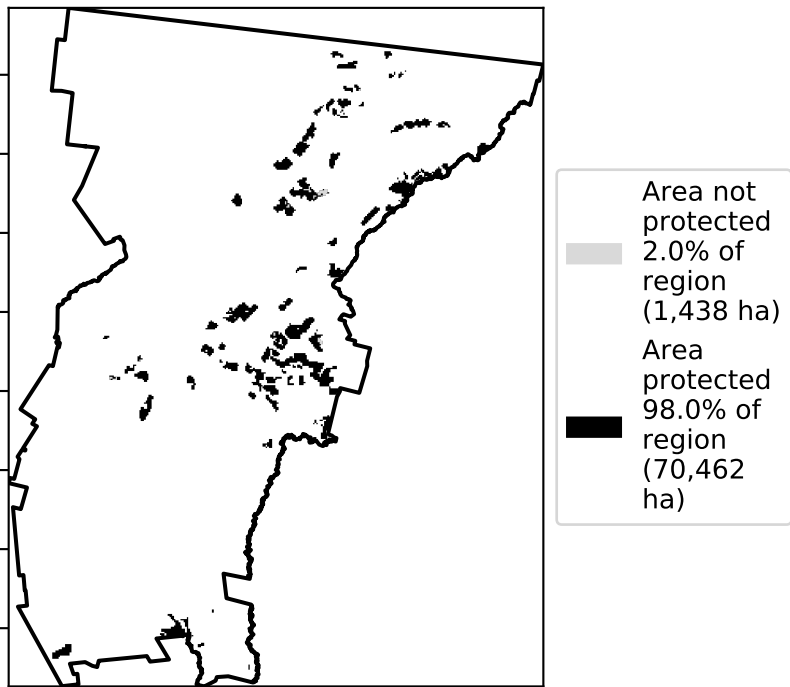 Area not
protected
2.0% of
region
(1,438 ha)
Area
protected
98.0% of
region
(70,462
ha)